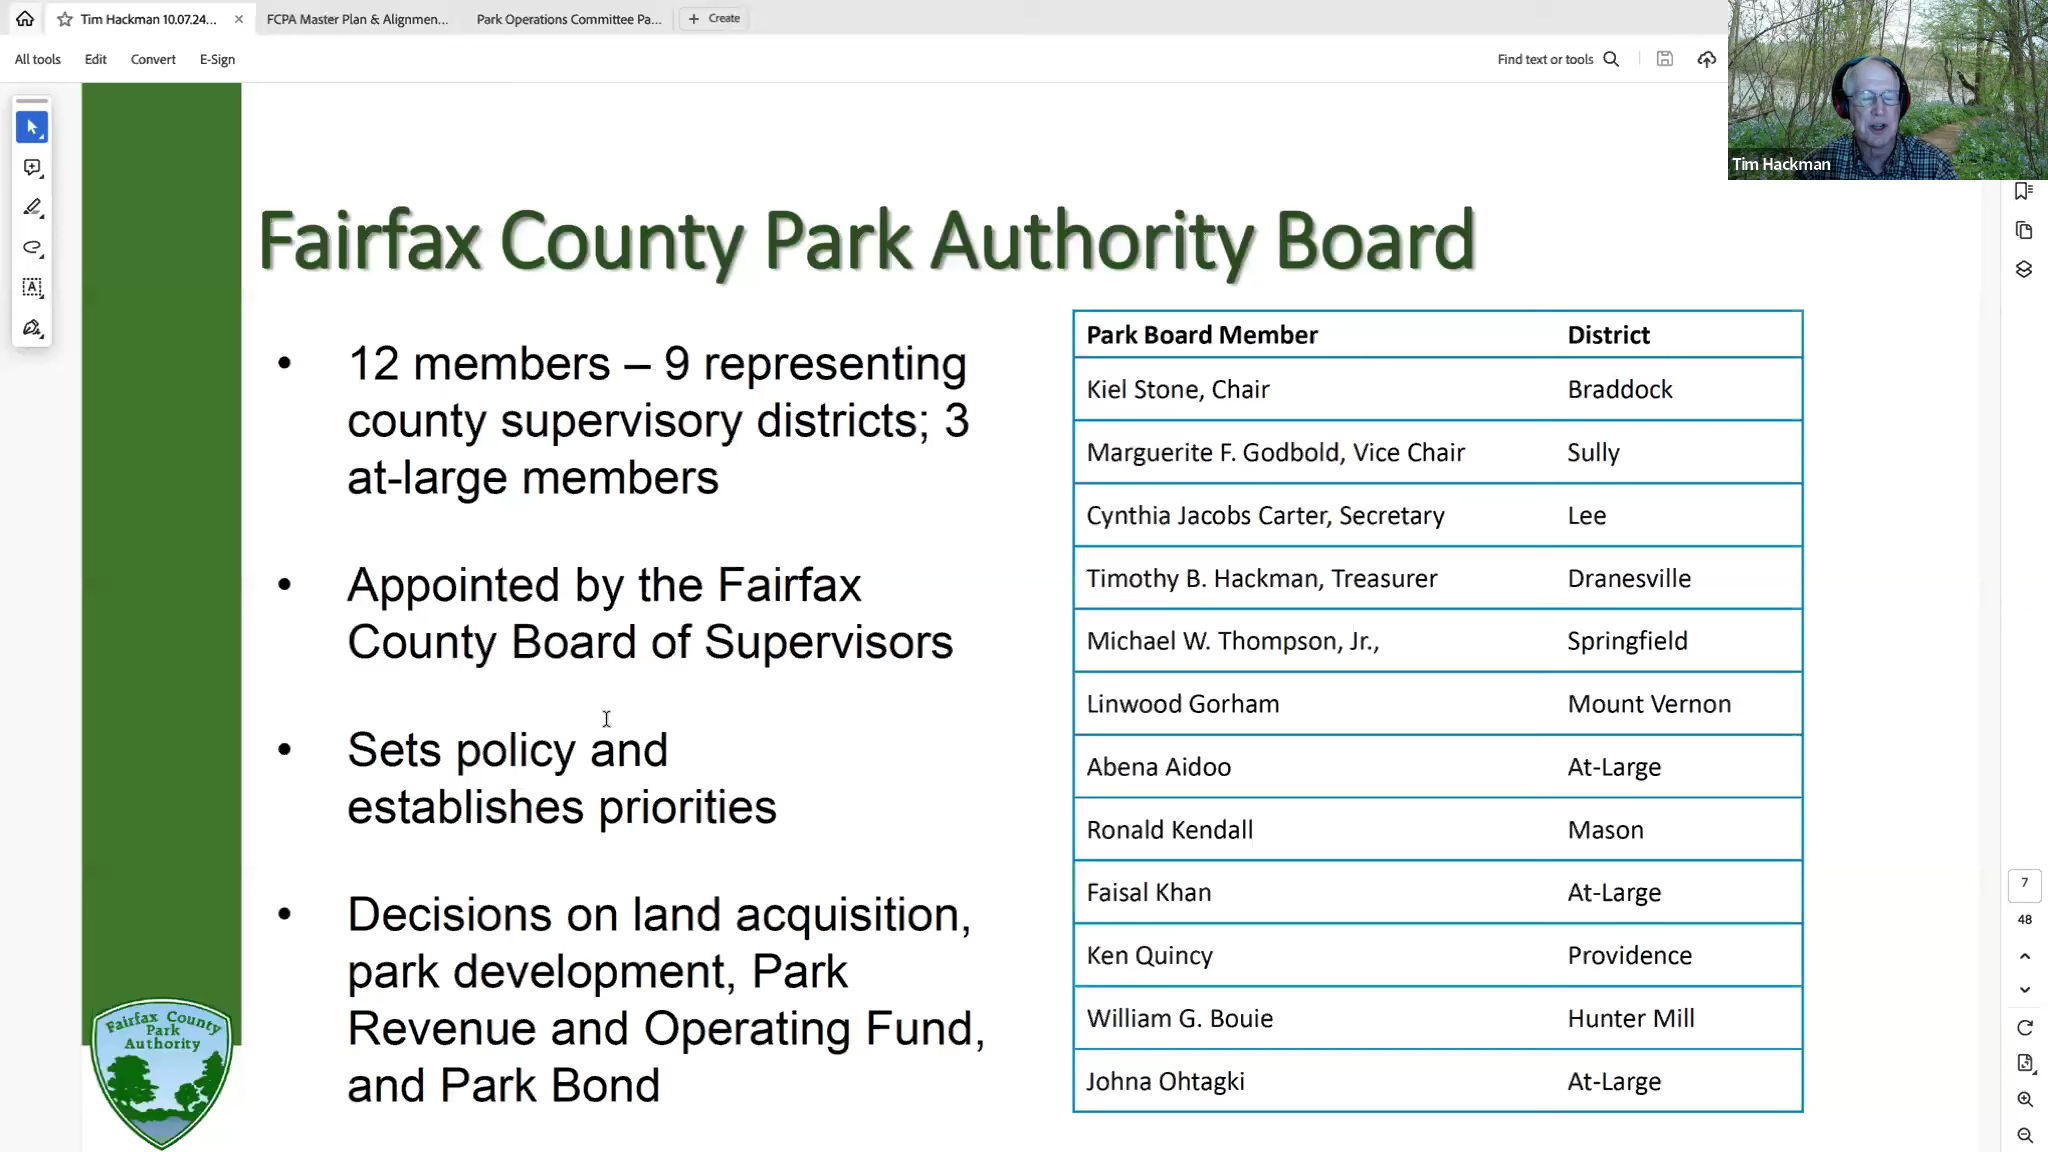 Tim Hackman 10.07.24...
FCPA Master Plan & Alignmen...
Park Operations Committee Pa...
Create
All tools
Edit
Convert
E-Sign
Find text or tools
Tim Hackman
Fairfax County Park Authority Board
• 12 members – 9 representing
county supervisory districts; 3
at-large members
• Appointed by the Fairfax
County Board of Supervisors
• Sets policy and
establishes priorities
• Decisions on land acquisition,
park development, Park
Revenue and Operating Fund,
and Park Bond
Park Board Member District
Kiel Stone, Chair Braddock
Marguerite F. Godbold, Vice Chair Sully
Cynthia Jacobs Carter, Secretary Lee
Timothy B. Hackman, Treasurer Dranesville
Michael W. Thompson, Jr., Springfield
Linwood Gorham Mount Vernon
Abena Aidoo At-Large
Ronald Kendall Mason
Faisal Khan At-Large
Ken Quincy Providence
William G. Bouie Hunter Mill
Johna Ohtagki At-Large
Fairfax County
Park
Authority
7
48